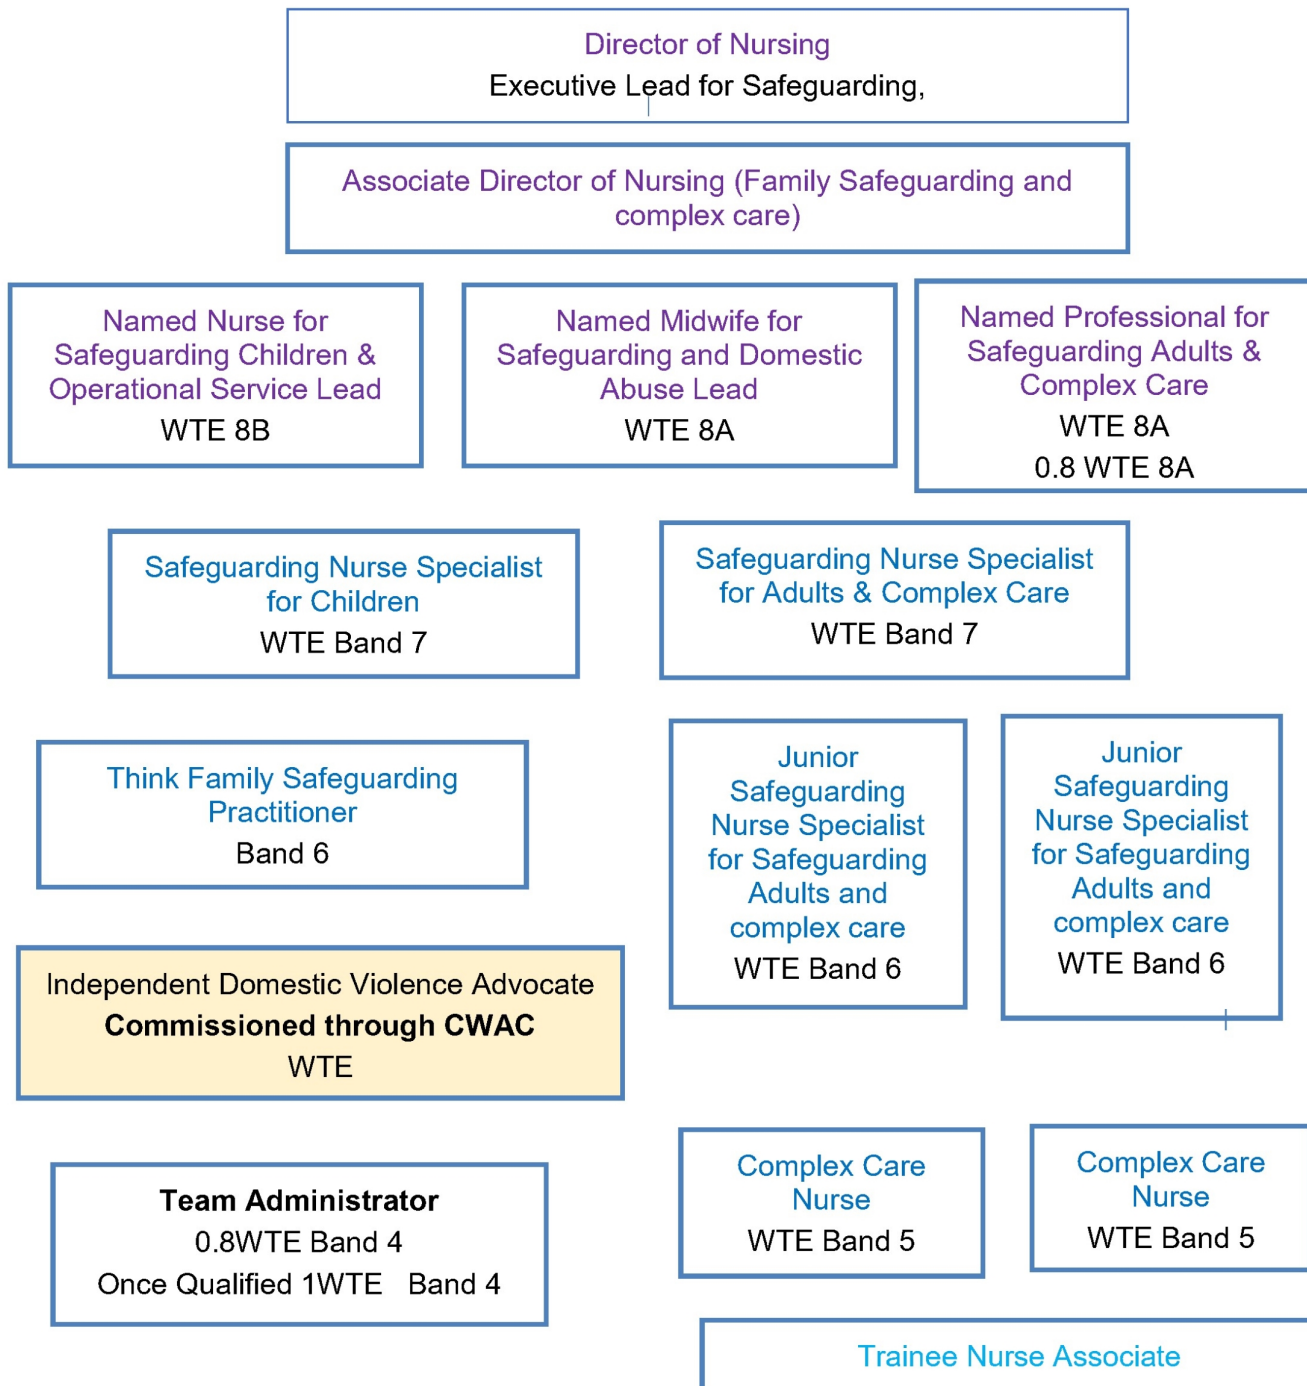 Director of Nursing
Executive Lead for Safeguarding,
Associate Director of Nursing (Family Safeguarding and
complex care)
Named Nurse for
Safeguarding Children &
Operational Service Lead
WTE 8B
Named Midwife for
Safeguarding and Domestic
Abuse Lead
WTE 8A
Named Professional for
Safeguarding Adults &
Complex Care
WTE 8A
0.8 WTE 8A
Safeguarding Nurse Specialist
for Children
WTE Band 7
Safeguarding Nurse Specialist
for Adults & Complex Care
WTE Band 7
Think Family Safeguarding
Practitioner
Band 6
Junior
Safeguarding
Nurse Specialist
for Safeguarding
Adults and
complex care
WTE Band 6
Junior
Safeguarding
Nurse Specialist
for Safeguarding
Adults and
complex care
WTE Band 6
Independent Domestic Violence Advocate
Commissioned through CWAC
WTE
Team Administrator
0.8WTE Band 4
Once Qualified 1WTE Band 4
Complex Care
Nurse
WTE Band 5
Complex Care
Nurse
WTE Band 5
Trainee Nurse Associate